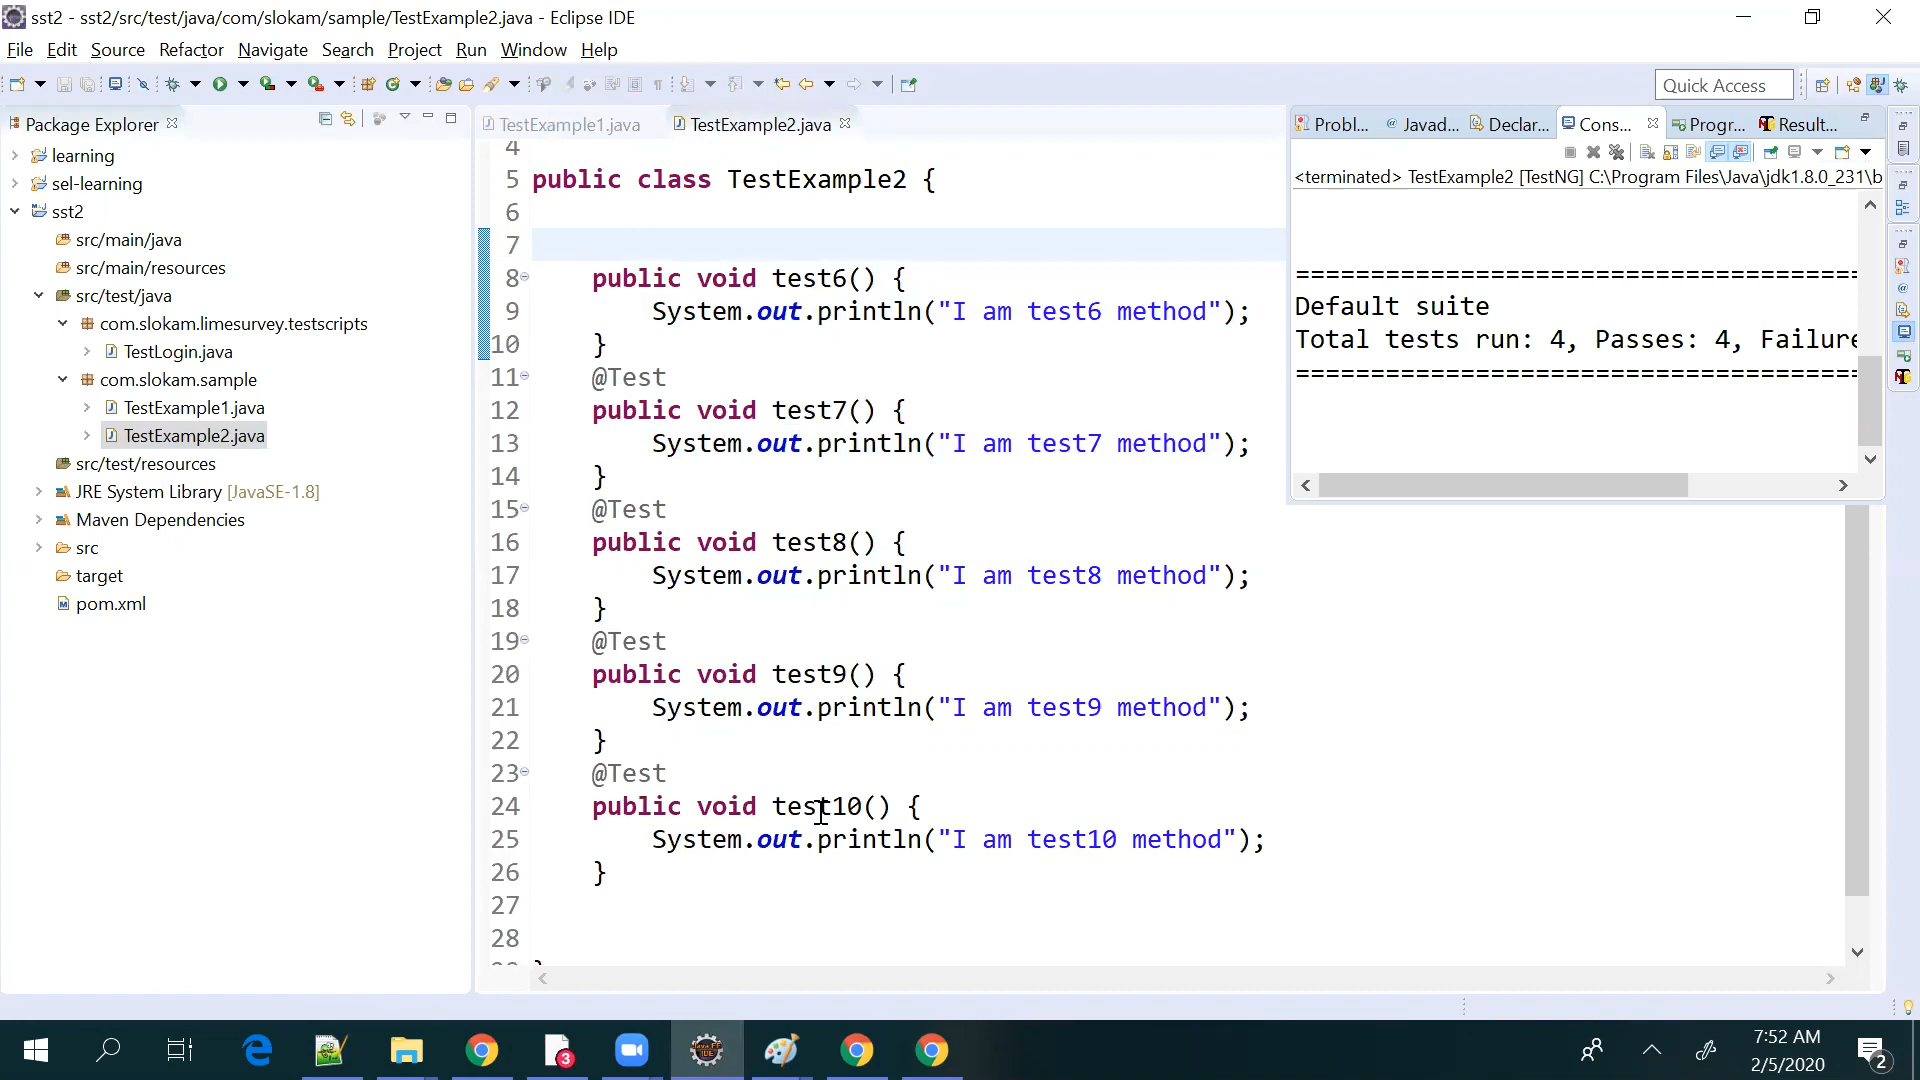 sst2 - sst2/src/test/java/com/slokam/sample/TestExample2.java - Eclipse IDE
File Edit Source Refactor Navigate Search Project Run Window Help
Quick Access
Package Explorer
learning
sel-learning
sst2
src/main/java
src/main/resources
src/test/java
com.slokam.limesurvey.testscripts
TestLogin.java
com.slokam.sample
TestExample1.java
TestExample2.java
src/test/resources
JRE System Library [JavaSE-1.8]
Maven Dependencies
src
target
pom.xml
TestExample1.java TestExample2.java
4
5 public class TestExample2 {
6
7
8 public void test6() {
9 System.out.println("I am test6 method");
10 }
11 @Test
12 public void test7() {
13 System.out.println("I am test7 method");
14 }
15 @Test
16 public void test8() {
17 System.out.println("I am test8 method");
18 }
19 @Test
20 public void test9() {
21 System.out.println("I am test9 method");
22 }
23 @Test
24 public void test10() {
25 System.out.println("I am test10 method");
26 }
27
28
Probl... Javad... Declar... Cons... Progr... Result...
<terminated> TestExample2 [TestNG] C:\Program Files\Java\jdk1.8.0_231\b
======================================
Default suite
Total tests run: 4, Passes: 4, Failure
======================================
3
7:52 AM
2/5/2020
2